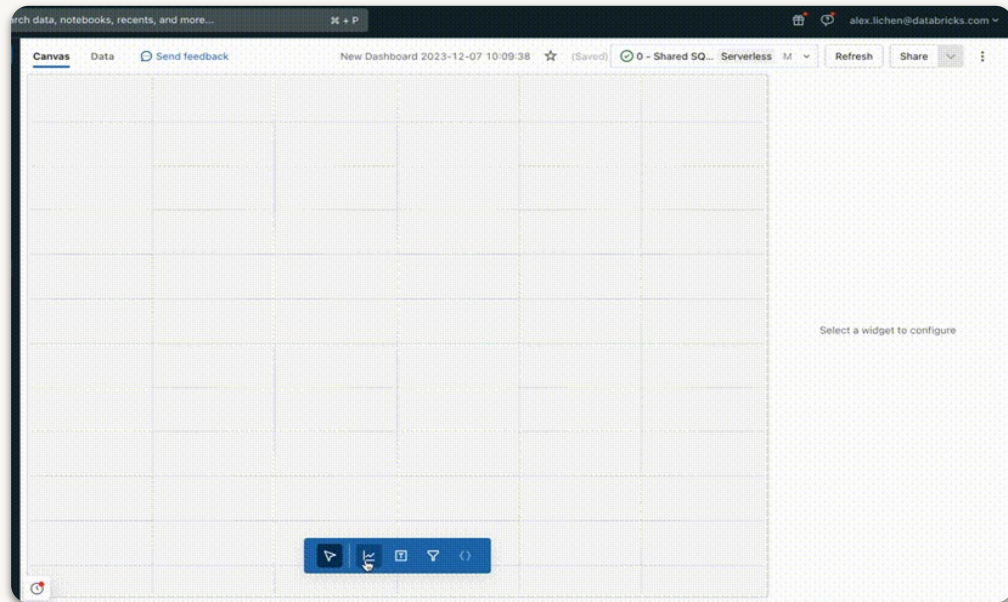 rch data, notebooks, recents, and more... ⌘ + P alex.lichen@databricks.com
Canvas Data Send feedback New Dashboard 2023-12-07 10:09:38 (Saved) 0 - Shared SQ... Serverless M Refresh Share
Select a widget to configure